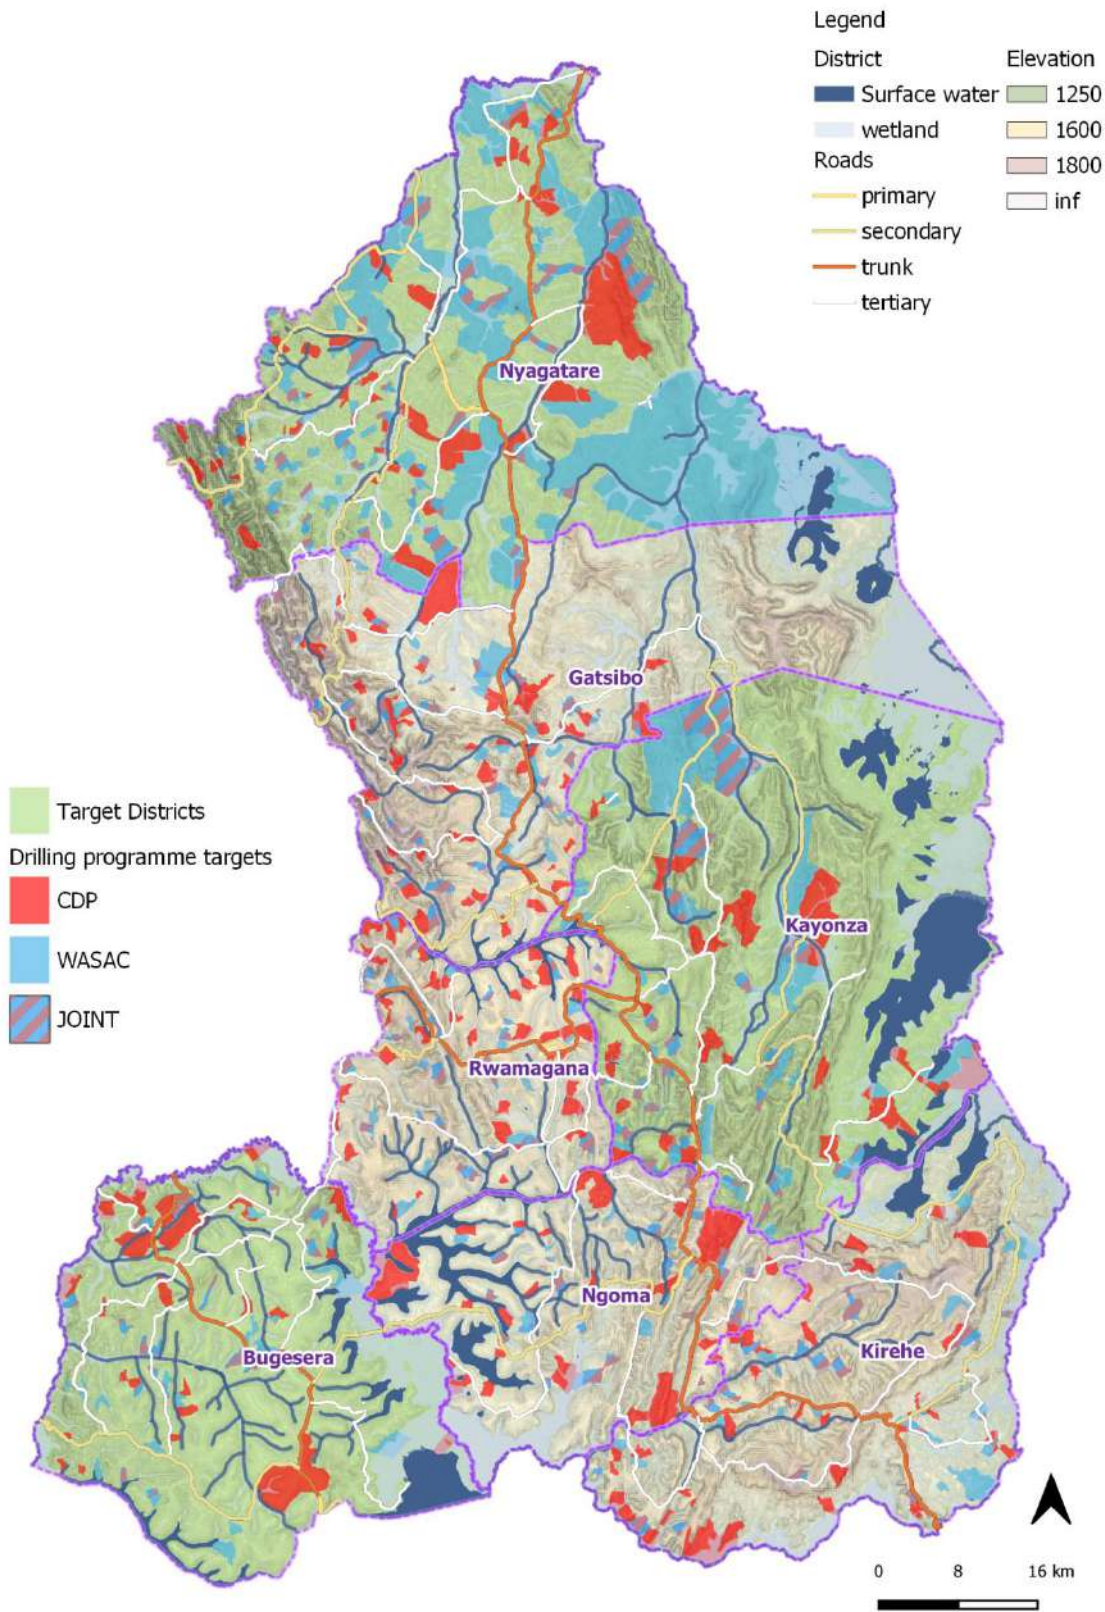 Legend
District
Surface water
wetland
Roads
primary
secondary
trunk
tertiary
Elevation
1250
1600
1800
inf
Nyagatare
Gatsibo
Target Districts
Drilling programme targets
CDP
WASAC
JOINT
Kayonza
Rwamagana
Ngoma
Bugesera
Kirehe
0 8 16 km